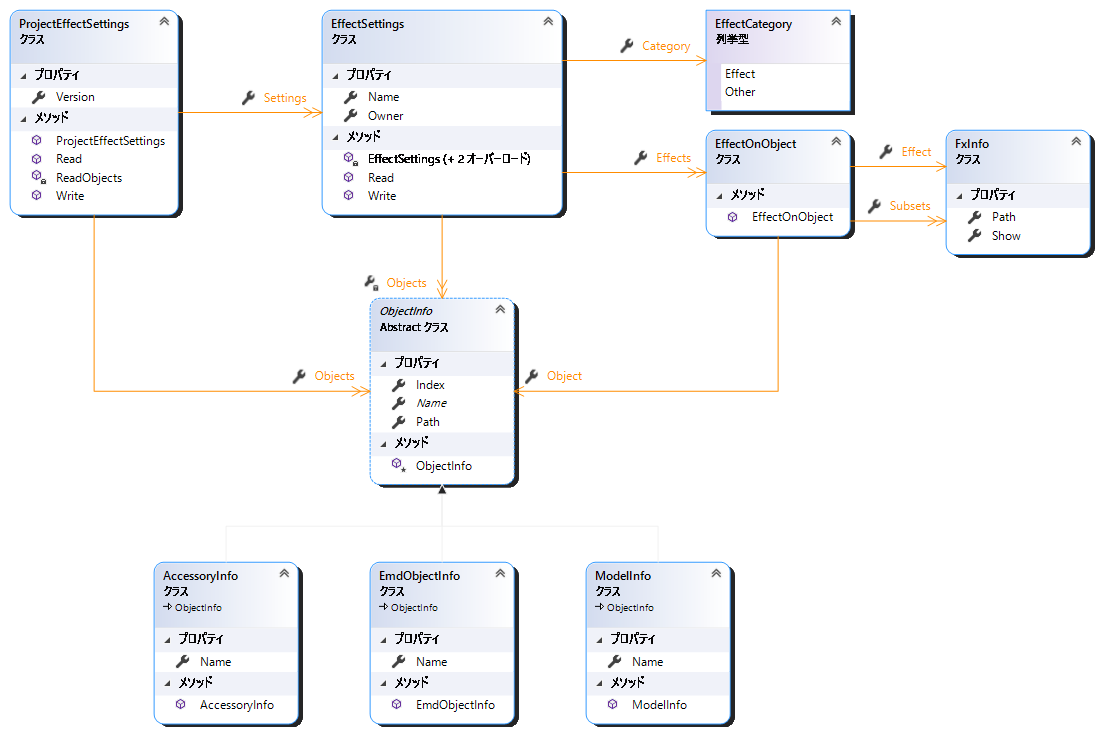 ProjectEffectSettings
クラス
プロパティ
Version
メソッド
ProjectEffectSettings
Read
ReadObjects
Write
Settings
EffectSettings
クラス
プロパティ
Name
Owner
メソッド
EffectSettings (+ 2 オーバーロード)
Read
Write
Category
EffectCategory
列挙型
Effect
Other
Effects
EffectOnObject
クラス
メソッド
EffectOnObject
Effect
Subsets
FxInfo
クラス
プロパティ
Path
Show
Objects
Objects
Object
ObjectInfo
Abstract クラス
プロパティ
Index
Name
Path
メソッド
ObjectInfo
AccessoryInfo
クラス
ObjectInfo
プロパティ
Name
メソッド
AccessoryInfo
EmdObjectInfo
クラス
ObjectInfo
プロパティ
Name
メソッド
EmdObjectInfo
ModelInfo
クラス
ObjectInfo
プロパティ
Name
メソッド
ModelInfo